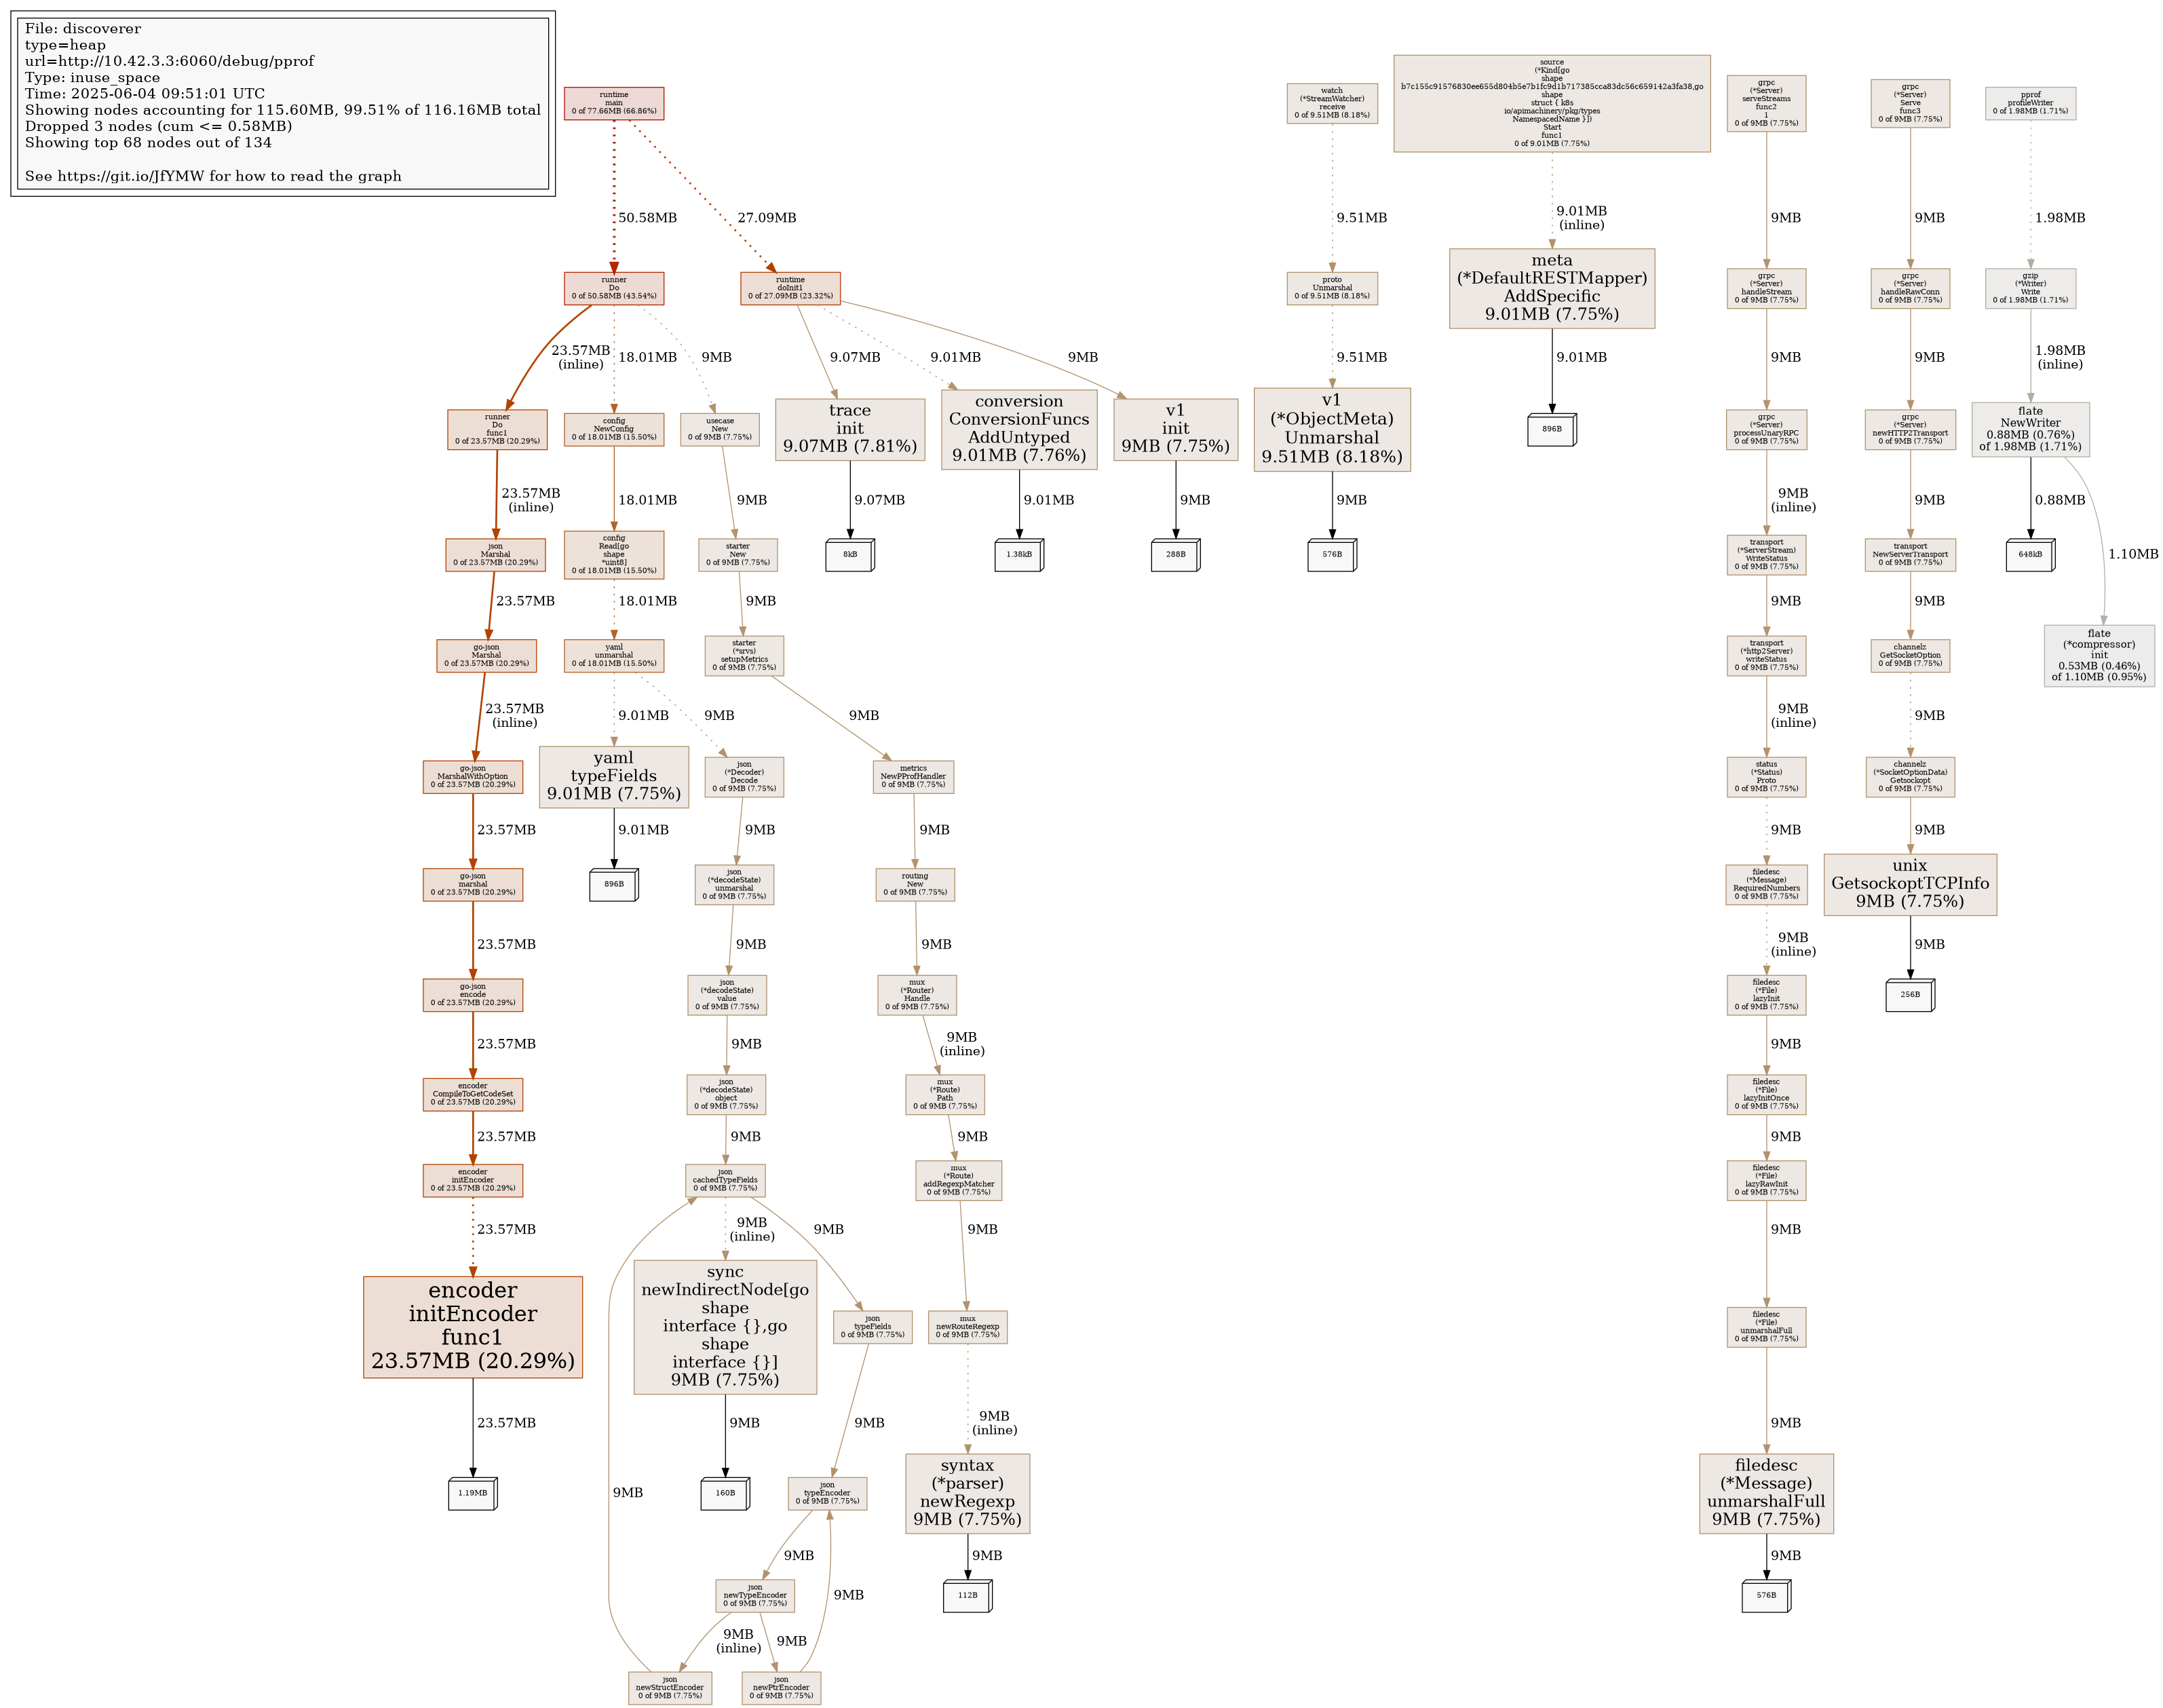 File: discoverer
type=heap
url=http://10.42.3.3:6060/debug/pprof
Type: inuse_space
Time: 2025-06-04 09:51:01 UTC
Showing nodes accounting for 115.60MB, 99.51% of 116.16MB total
Dropped 3 nodes (cum <= 0.58MB)
Showing top 68 nodes out of 134
See https://git.io/JfYMW for how to read the graph
runtime
main
0 of 77.66MB (66.86%)
50.58MB
27.09MB
runner
Do
0 of 50.58MB (43.54%)
runtime
doInit1
0 of 27.09MB (23.32%)
23.57MB
(inline)
18.01MB
9MB
9.07MB
9.01MB
9MB
runner
Do
func1
0 of 23.57MB (20.29%)
23.57MB
(inline)
json
Marshal
0 of 23.57MB (20.29%)
23.57MB
go-json
Marshal
0 of 23.57MB (20.29%)
23.57MB
(inline)
go-json
MarshalWithOption
0 of 23.57MB (20.29%)
23.57MB
go-json
marshal
0 of 23.57MB (20.29%)
23.57MB
go-json
encode
0 of 23.57MB (20.29%)
23.57MB
encoder
CompileToGetCodeSet
0 of 23.57MB (20.29%)
23.57MB
encoder
initEncoder
0 of 23.57MB (20.29%)
23.57MB
encoder
initEncoder
func1
23.57MB (20.29%)
23.57MB
1.19MB
config
NewConfig
0 of 18.01MB (15.50%)
18.01MB
config
Read[go
shape
*uint8]
0 of 18.01MB (15.50%)
18.01MB
yaml
unmarshal
0 of 18.01MB (15.50%)
9.01MB
9MB
yaml
typeFields
9.01MB (7.75%)
9.01MB
896B
json
(*Decoder)
Decode
0 of 9MB (7.75%)
9MB
json
(*decodeState)
unmarshal
0 of 9MB (7.75%)
9MB
json
(*decodeState)
value
0 of 9MB (7.75%)
9MB
json
(*decodeState)
object
0 of 9MB (7.75%)
9MB
json
cachedTypeFields
0 of 9MB (7.75%)
9MB
(inline)
9MB
sync
newIndirectNode[go
shape
interface {},go
shape
interface {}]
9MB (7.75%)
9MB
160B
json
typeFields
0 of 9MB (7.75%)
9MB
json
typeEncoder
0 of 9MB (7.75%)
9MB
json
newTypeEncoder
0 of 9MB (7.75%)
9MB
(inline)
9MB
json
newStructEncoder
0 of 9MB (7.75%)
9MB
json
newPtrEncoder
0 of 9MB (7.75%)
9MB
usecase
New
0 of 9MB (7.75%)
9MB
starter
New
0 of 9MB (7.75%)
9MB
starter
(*srvs)
setupMetrics
0 of 9MB (7.75%)
9MB
metrics
NewPProfHandler
0 of 9MB (7.75%)
9MB
routing
New
0 of 9MB (7.75%)
9MB
mux
(*Router)
Handle
0 of 9MB (7.75%)
9MB
(inline)
mux
(*Route)
Path
0 of 9MB (7.75%)
9MB
mux
(*Route)
addRegexpMatcher
0 of 9MB (7.75%)
9MB
mux
newRouteRegexp
0 of 9MB (7.75%)
9MB
(inline)
syntax
(*parser)
newRegexp
9MB (7.75%)
9MB
112B
trace
init
9.07MB (7.81%)
9.07MB
8kB
conversion
ConversionFuncs
AddUntyped
9.01MB (7.76%)
9.01MB
1.38kB
v1
init
9MB (7.75%)
9MB
288B
watch
(*StreamWatcher)
receive
0 of 9.51MB (8.18%)
9.51MB
proto
Unmarshal
0 of 9.51MB (8.18%)
9.51MB
v1
(*ObjectMeta)
Unmarshal
9.51MB (8.18%)
9MB
576B
source
(*Kind[go
shape
b7c155c91576830ee655d804b5e7b1fc9d1b717385cca83dc56c659142a3fa38,go
shape
struct { k8s
io/apimachinery/pkg/types
NamespacedName }])
Start
func1
0 of 9.01MB (7.75%)
9.01MB
(inline)
meta
(*DefaultRESTMapper)
AddSpecific
9.01MB (7.75%)
9.01MB
896B
grpc
(*Server)
serveStreams
func2
1
0 of 9MB (7.75%)
9MB
grpc
(*Server)
handleStream
0 of 9MB (7.75%)
9MB
grpc
(*Server)
processUnaryRPC
0 of 9MB (7.75%)
9MB
(inline)
transport
(*ServerStream)
WriteStatus
0 of 9MB (7.75%)
9MB
transport
(*http2Server)
writeStatus
0 of 9MB (7.75%)
9MB
(inline)
status
(*Status)
Proto
0 of 9MB (7.75%)
9MB
filedesc
(*Message)
RequiredNumbers
0 of 9MB (7.75%)
9MB
(inline)
filedesc
(*File)
lazyInit
0 of 9MB (7.75%)
9MB
filedesc
(*File)
lazyInitOnce
0 of 9MB (7.75%)
9MB
filedesc
(*File)
lazyRawInit
0 of 9MB (7.75%)
9MB
filedesc
(*File)
unmarshalFull
0 of 9MB (7.75%)
9MB
filedesc
(*Message)
unmarshalFull
9MB (7.75%)
9MB
576B
grpc
(*Server)
Serve
func3
0 of 9MB (7.75%)
9MB
grpc
(*Server)
handleRawConn
0 of 9MB (7.75%)
9MB
grpc
(*Server)
newHTTP2Transport
0 of 9MB (7.75%)
9MB
transport
NewServerTransport
0 of 9MB (7.75%)
9MB
channelz
GetSocketOption
0 of 9MB (7.75%)
9MB
channelz
(*SocketOptionData)
Getsockopt
0 of 9MB (7.75%)
9MB
unix
GetsockoptTCPInfo
9MB (7.75%)
9MB
256B
pprof
profileWriter
0 of 1.98MB (1.71%)
1.98MB
gzip
(*Writer)
Write
0 of 1.98MB (1.71%)
1.98MB
(inline)
flate
NewWriter
0.88MB (0.76%)
of 1.98MB (1.71%)
0.88MB
1.10MB
648kB
flate
(*compressor)
init
0.53MB (0.46%)
of 1.10MB (0.95%)